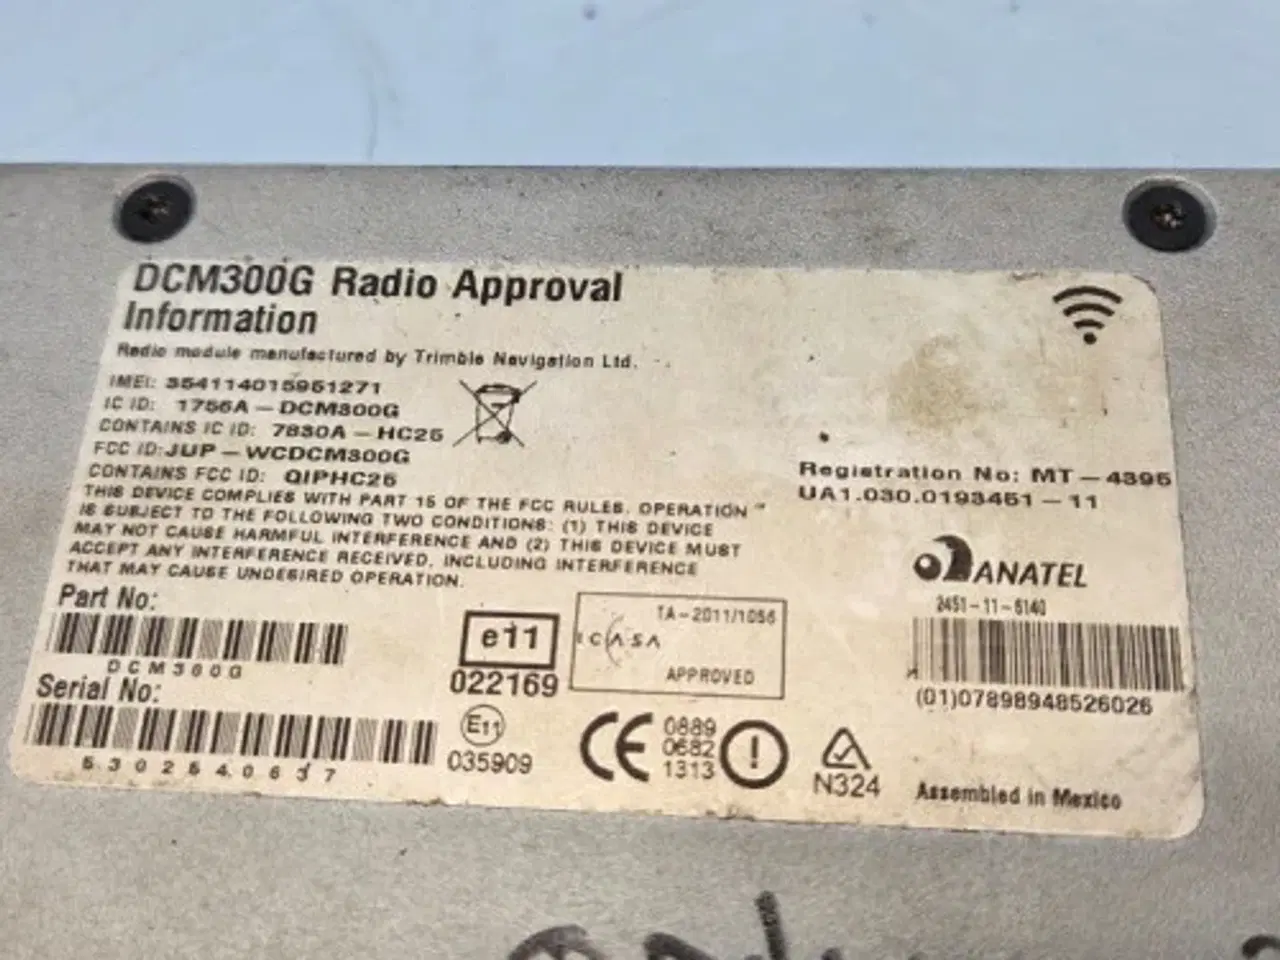 DCM300G Radio Approval
Information
Radio module manufactured by Trimble Navigation Ltd.
IMEI: 354114015951271
IC ID: 1756A - DCM300G
CONTAINS IC ID: 7830A - HC25
FCC ID: JUP - WCDCM300G
CONTAINS FCC ID: QIPHC25
THIS DEVICE COMPLIES WITH PART 15 OF THE FCC RULES. OPERATION
IS SUBJECT TO THE FOLLOWING TWO CONDITIONS: (1) THIS DEVICE
MAY NOT CAUSE HARMFUL INTERFERENCE AND (2) THIS DEVICE MUST
ACCEPT ANY INTERFERENCE RECEIVED, INCLUDING INTERFERENCE
THAT MAY CAUSE UNDESIRED OPERATION.
Part No:
DCM300G
Serial No:
5302540637
e11
022169
E11
035909
TA-2011/1056
ICASA
APPROVED
CE
0889
0682
1313
N324
Registration No: MT - 4395
UA1.030.0193451 - 11
ANATEL
2451-11-6140
(01)07898948526026
Assembled in Mexico